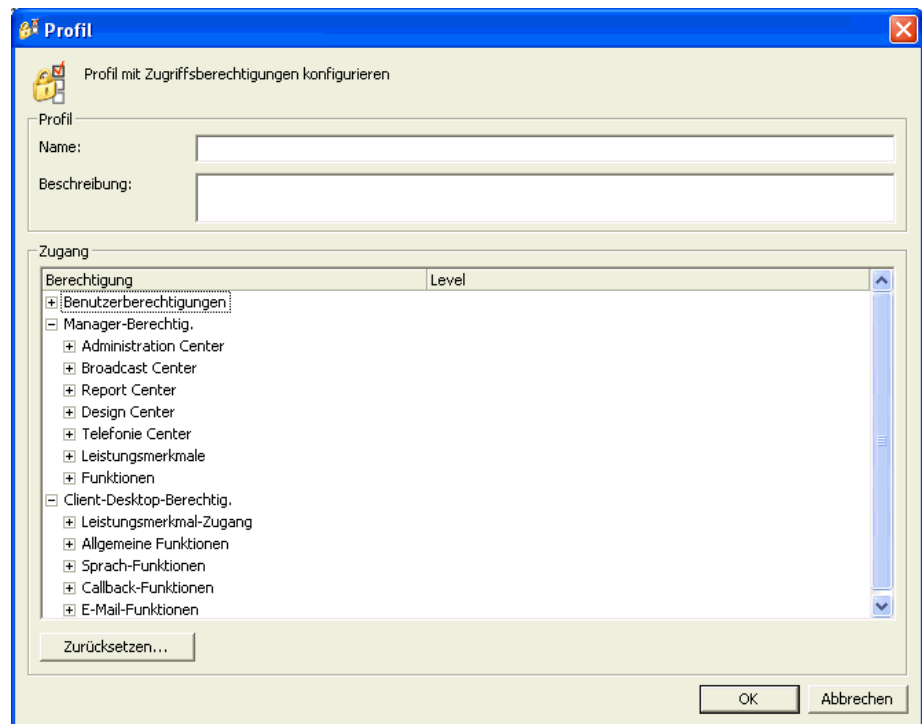 Profil
Profil mit Zugriffsberechtigungen konfigurieren
Profil
Name:
Beschreibung:
Zugang
Berechtigung Level
Benutzerberechtigungen
Manager-Berechtig.
Administration Center
Broadcast Center
Report Center
Design Center
Telefonie Center
Leistungsmerkmale
Funktionen
Client-Desktop-Berechtig.
Leistungsmerkmal-Zugang
Allgemeine Funktionen
Sprach-Funktionen
Callback-Funktionen
E-Mail-Funktionen
Zurücksetzen...
OK Abbrechen